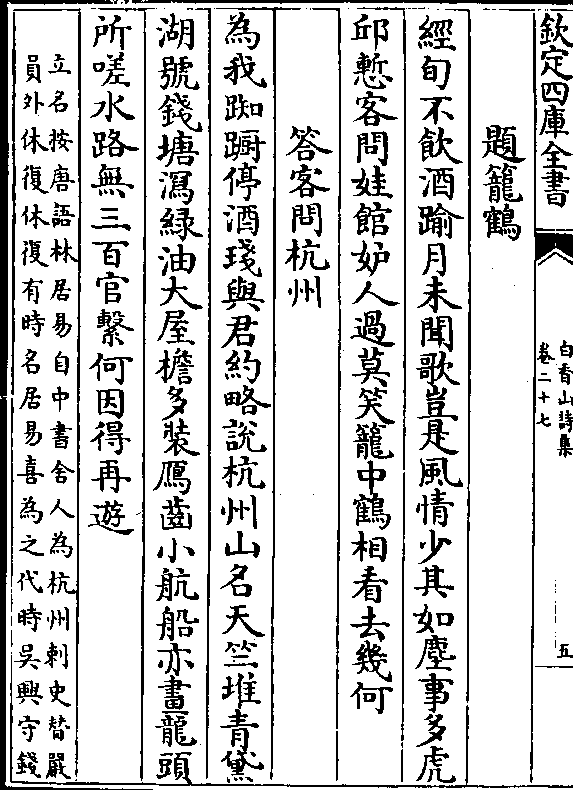 欽定四庫全書
白香山詩集
卷二十七
五
題籠鶴
經旬不飲酒踰月未聞歌豈是風情少其如塵事多虎
邱慙客問娃館妒人過莫笑籠中鶴相看去幾何
答客問杭州
為我踟蹰停酒琖與君約略說杭州山名天竺堆青黛
湖號錢塘瀉緑油大屋檐多裝鴈齒小航船亦畫龍頭
所嗟水路無三百官繫何因得再遊
立名按唐語林居易自中書舍人為杭州刺史替嚴
員外休復休復有時名居易喜為之代時吳興守錢